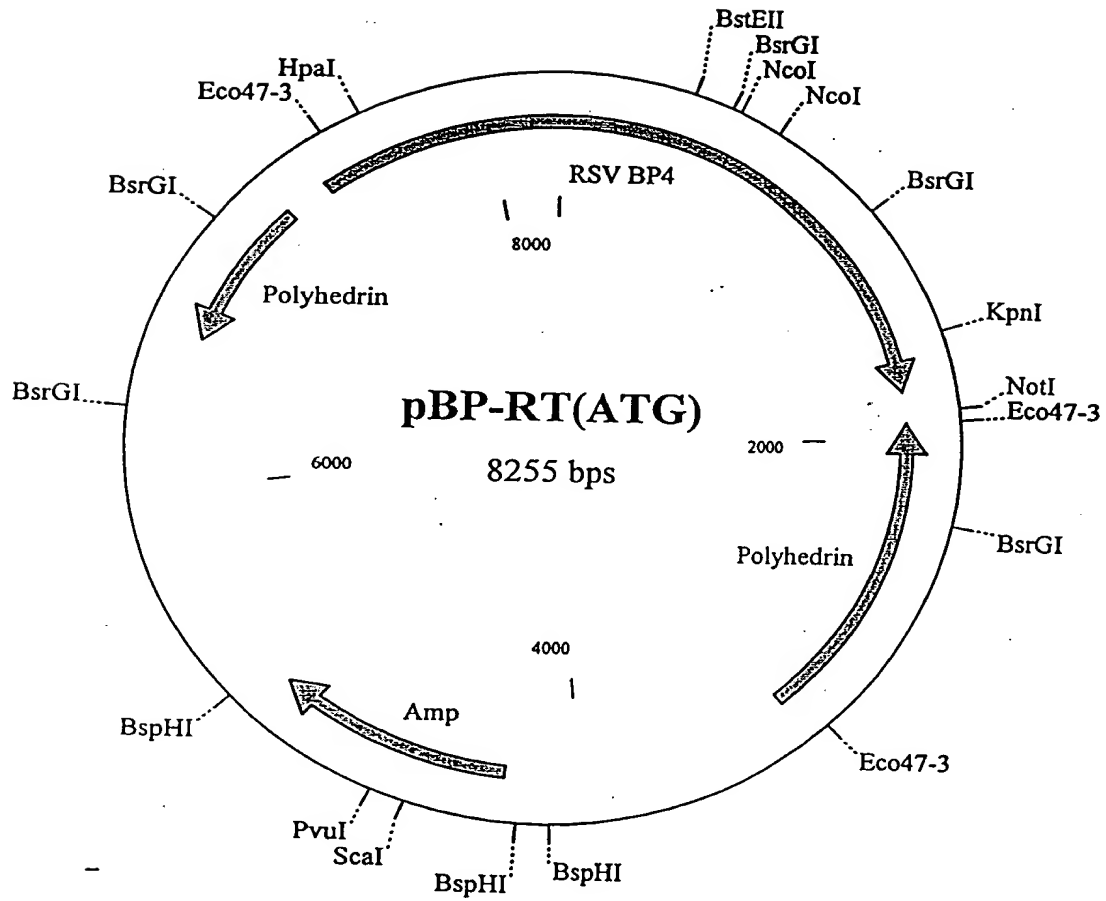 BstEII
BsrGI
NcoI
NcoI
HpaI
Eco47-3
BsrGI
BsrGI
RSV BP4
8000
Polyhedrin
KpnI
BsrGI
NotI
Eco47-3
pBP-RT(ATG)
2000
6000
8255 bps
BsrGI
Polyhedrin
4000
Amp
BspHI
Eco47-3
PvuI
ScaI
BspHI
BspHI